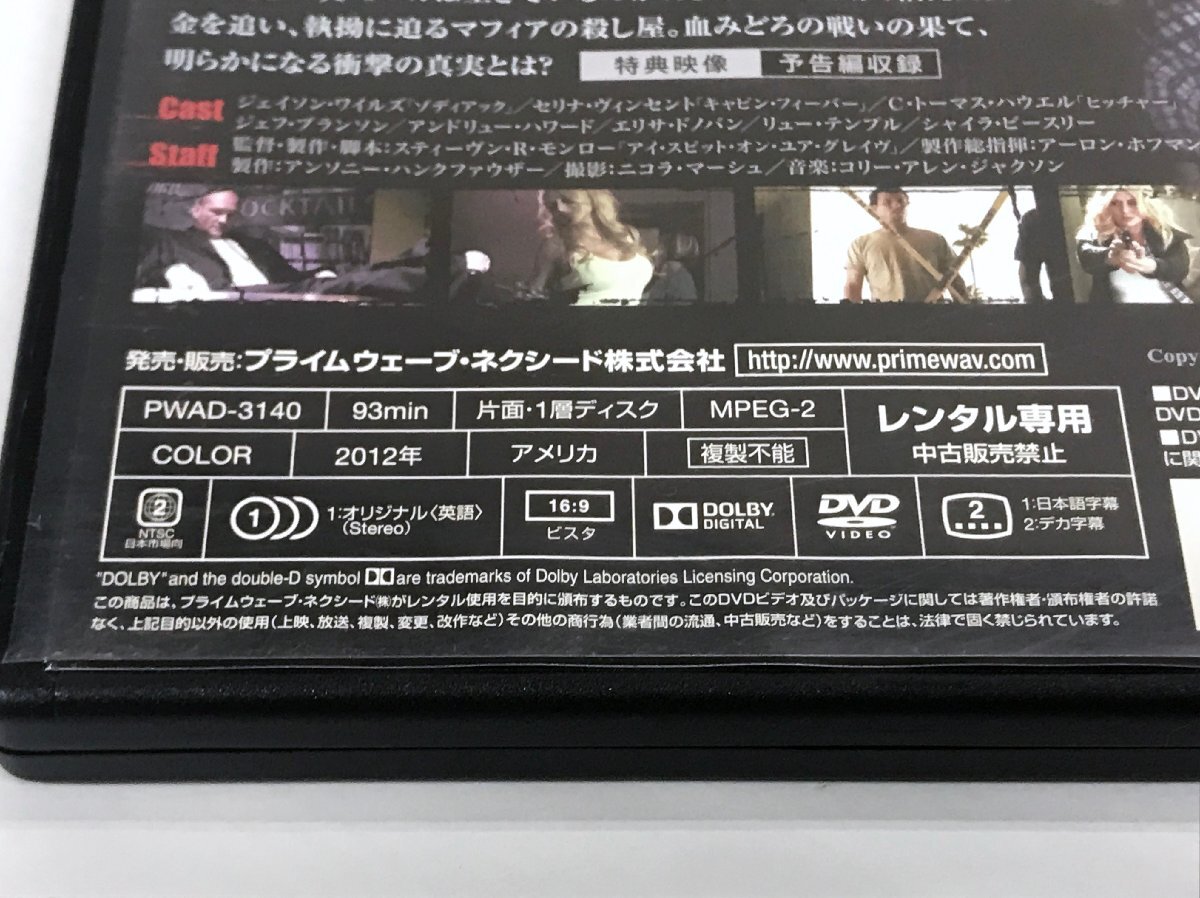 金を追い、執拗に迫るマフィアの殺し屋。血みどろの戦いの果て、
明らかになる衝撃の真実とは? 特典映像 予告編収録
Cast ジェイソン・ワイルズ「ゾディアック」/セリナ・ヴィンセント「キャビン・フィーバー」/C・トーマス・ハウエル「ヒッチャー」
ジェフ・ブランソン/アンドリュー・ハワード/エリサ・ドノバン/リュー・テンプル/シャイラ・ビースリー
Staff 監督・製作・脚本:スティーヴン・R・モンロー「アイ・スピット・オン・ユア・グレイヴ」/製作総指揮:アーロン・ホフマン
製作:アンソニー・ハンクファウザー/撮影:ニコラ・マーシュ/音楽:コリー・アレン・ジャクソン
OCKTAIL
発売・販売:プライムウェーブ・ネクシード株式会社 http://www.primewav.com
Copy
PWAD-3140 93min 片面・1層ディスク MPEG-2 レンタル専用
COLOR 2012年 アメリカ 複製不能 中古販売禁止
■DV
DVD
■DV
に関
2 NTSC 日本市場向
1 1:オリジナル〈英語〉
(Stereo)
16:9 ビスタ
DOLBY DIGITAL
DVD VIDEO
2 1:日本語字幕
2:デカ字幕
"DOLBY" and the double-D symbol are trademarks of Dolby Laboratories Licensing Corporation.
この商品は、プライムウェーブ・ネクシード㈱がレンタル使用を目的に頒布するものです。このDVDビデオ及びパッケージに関しては著作権者・頒布権者の許諾
なく、上記目的以外の使用(上映、放送、複製、変更、改作など)その他の商行為(業者間の流通、中古販売など)をすることは、法律で固く禁じられています。